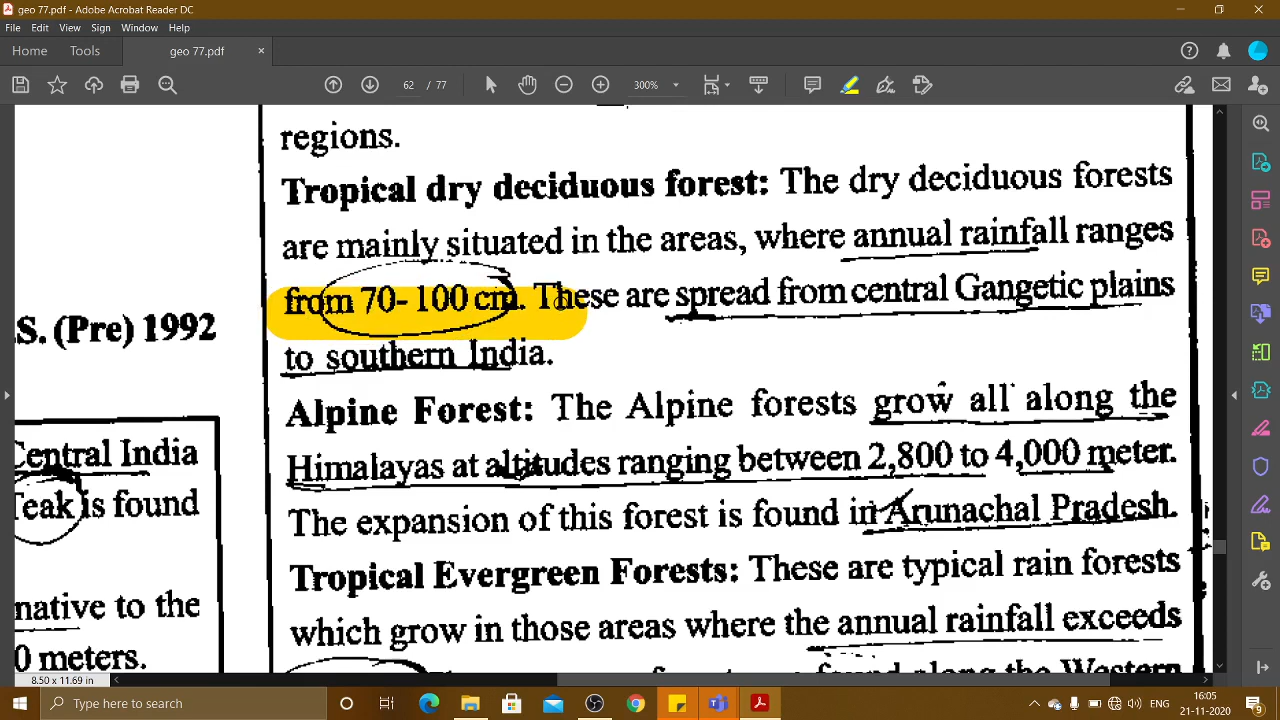 geo 77.pdf - Adobe Acrobat Reader DC
File Edit View Sign Window Help
Home Tools geo 77.pdf ×
62 / 77 300%
regions.
Tropical dry deciduous forest: The dry deciduous forests
are mainly situated in the areas, where annual rainfall ranges
from 70- 100 cm. These are spread from central Gangetic plains
to southern India.
Alpine Forest: The Alpine forests grow all along the
Himalayas at altitudes ranging between 2,800 to 4,000 meter.
The expansion of this forest is found in Arunachal Pradesh.
Tropical Evergreen Forests: These are typical rain forests
which grow in those areas where the annual rainfall exceeds
found along the Western
.S. (Pre) 1992
Central India
Teak is found
native to the
0 meters.
8.50 x 11.69 in
Type here to search
ENG
16:05
21-11-2020
9